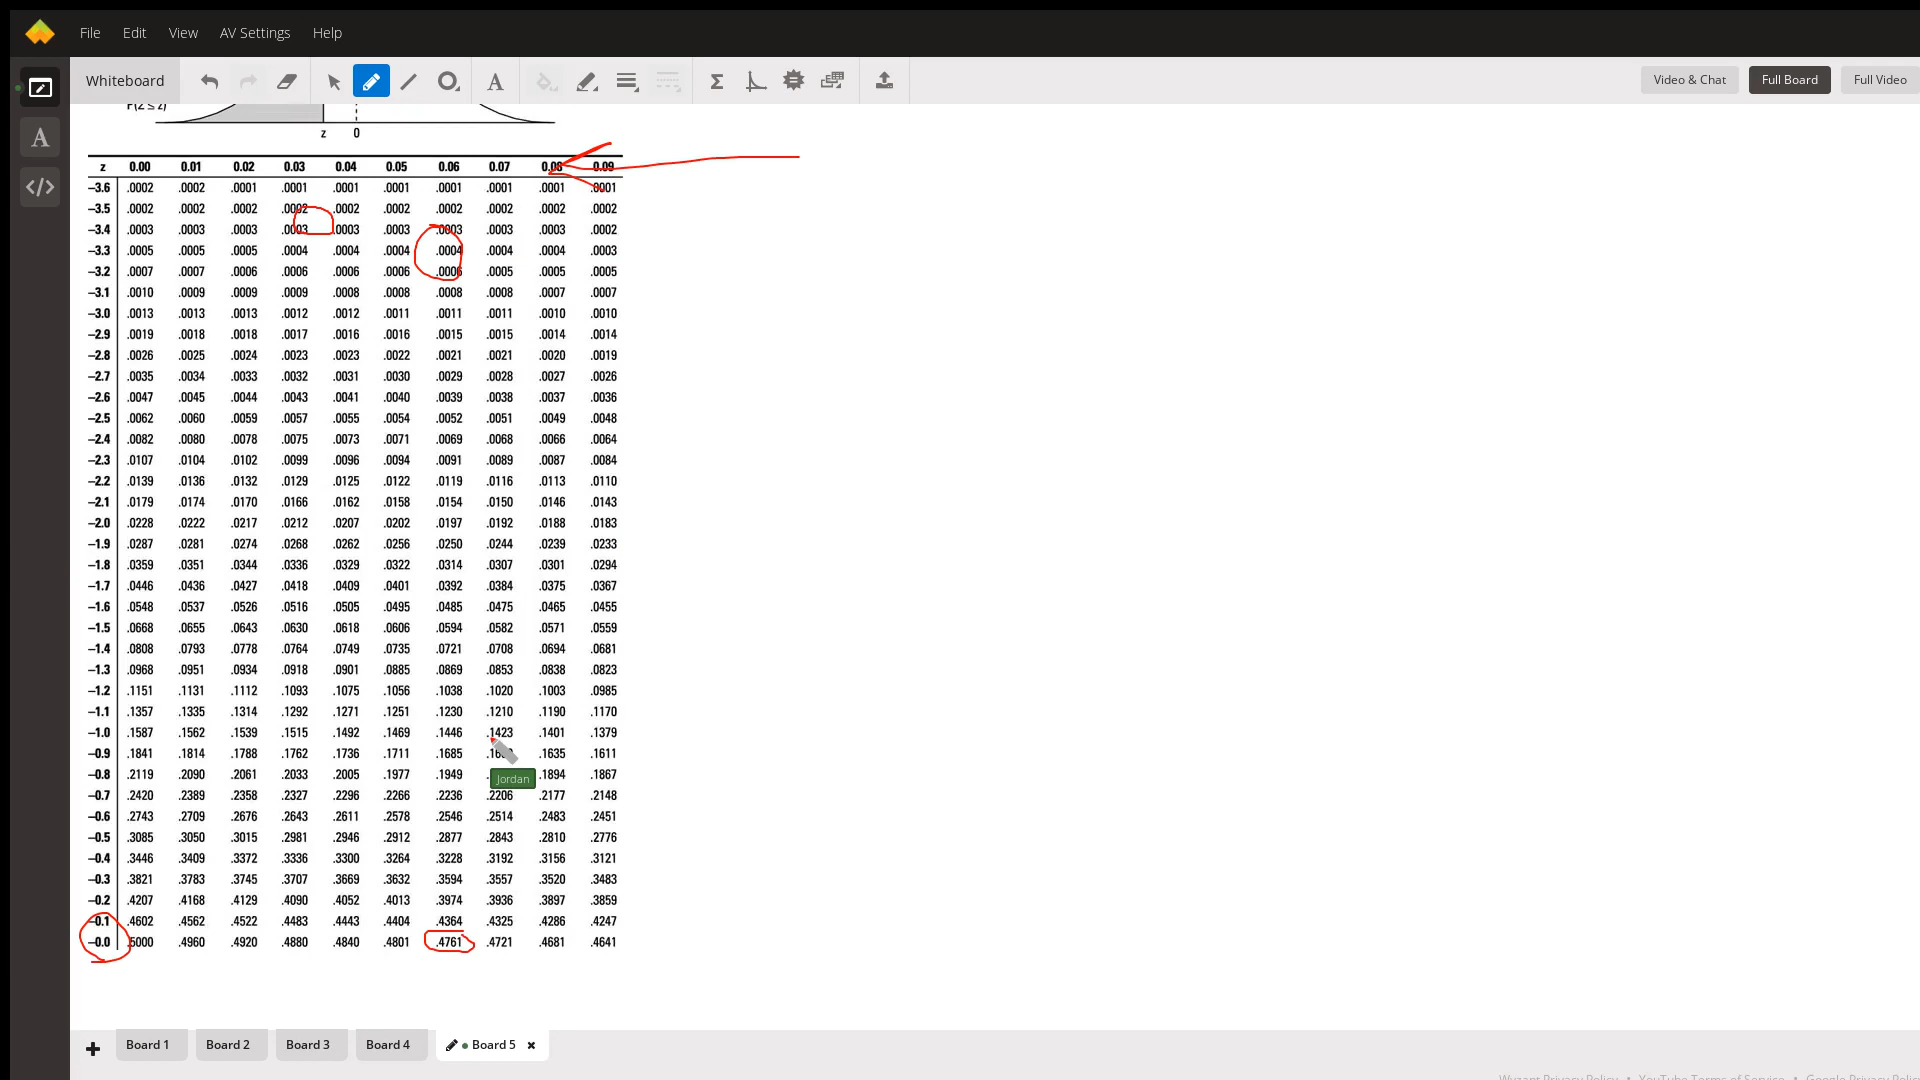 File Edit View AV Settings Help
Whiteboard
Video & Chat Full Board Full Video
z 0
z 0.00 0.01 0.02 0.03 0.04 0.05 0.06 0.07 0.08 0.09
–3.6 .0002 .0002 .0001 .0001 .0001 .0001 .0001 .0001 .0001 .0001
–3.5 .0002 .0002 .0002 .0002 .0002 .0002 .0002 .0002 .0002 .0002
–3.4 .0003 .0003 .0003 .0003 .0003 .0003 .0003 .0003 .0003 .0002
–3.3 .0005 .0005 .0005 .0004 .0004 .0004 .0004 .0004 .0004 .0003
–3.2 .0007 .0007 .0006 .0006 .0006 .0006 .0006 .0005 .0005 .0005
–3.1 .0010 .0009 .0009 .0009 .0008 .0008 .0008 .0008 .0007 .0007
–3.0 .0013 .0013 .0013 .0012 .0012 .0011 .0011 .0011 .0010 .0010
–2.9 .0019 .0018 .0018 .0017 .0016 .0016 .0015 .0015 .0014 .0014
–2.8 .0026 .0025 .0024 .0023 .0023 .0022 .0021 .0021 .0020 .0019
–2.7 .0035 .0034 .0033 .0032 .0031 .0030 .0029 .0028 .0027 .0026
–2.6 .0047 .0045 .0044 .0043 .0041 .0040 .0039 .0038 .0037 .0036
–2.5 .0062 .0060 .0059 .0057 .0055 .0054 .0052 .0051 .0049 .0048
–2.4 .0082 .0080 .0078 .0075 .0073 .0071 .0069 .0068 .0066 .0064
–2.3 .0107 .0104 .0102 .0099 .0096 .0094 .0091 .0089 .0087 .0084
–2.2 .0139 .0136 .0132 .0129 .0125 .0122 .0119 .0116 .0113 .0110
–2.1 .0179 .0174 .0170 .0166 .0162 .0158 .0154 .0150 .0146 .0143
–2.0 .0228 .0222 .0217 .0212 .0207 .0202 .0197 .0192 .0188 .0183
–1.9 .0287 .0281 .0274 .0268 .0262 .0256 .0250 .0244 .0239 .0233
–1.8 .0359 .0351 .0344 .0336 .0329 .0322 .0314 .0307 .0301 .0294
–1.7 .0446 .0436 .0427 .0418 .0409 .0401 .0392 .0384 .0375 .0367
–1.6 .0548 .0537 .0526 .0516 .0505 .0495 .0485 .0475 .0465 .0455
–1.5 .0668 .0655 .0643 .0630 .0618 .0606 .0594 .0582 .0571 .0559
–1.4 .0808 .0793 .0778 .0764 .0749 .0735 .0721 .0708 .0694 .0681
–1.3 .0968 .0951 .0934 .0918 .0901 .0885 .0869 .0853 .0838 .0823
–1.2 .1151 .1131 .1112 .1093 .1075 .1056 .1038 .1020 .1003 .0985
–1.1 .1357 .1335 .1314 .1292 .1271 .1251 .1230 .1210 .1190 .1170
–1.0 .1587 .1562 .1539 .1515 .1492 .1469 .1446 .1423 .1401 .1379
–0.9 .1841 .1814 .1788 .1762 .1736 .1711 .1685 .1635 .1611
–0.8 .2119 .2090 .2061 .2033 .2005 .1977 .1949 .1894 .1867
Jordan
–0.7 .2420 .2389 .2358 .2327 .2296 .2266 .2236 .2206 .2177 .2148
–0.6 .2743 .2709 .2676 .2643 .2611 .2578 .2546 .2514 .2483 .2451
–0.5 .3085 .3050 .3015 .2981 .2946 .2912 .2877 .2843 .2810 .2776
–0.4 .3446 .3409 .3372 .3336 .3300 .3264 .3228 .3192 .3156 .3121
–0.3 .3821 .3783 .3745 .3707 .3669 .3632 .3594 .3557 .3520 .3483
–0.2 .4207 .4168 .4129 .4090 .4052 .4013 .3974 .3936 .3897 .3859
–0.1 .4602 .4562 .4522 .4483 .4443 .4404 .4364 .4325 .4286 .4247
–0.0 .5000 .4960 .4920 .4880 .4840 .4801 .4761 .4721 .4681 .4641
Board 1 Board 2 Board 3 Board 4 Board 5